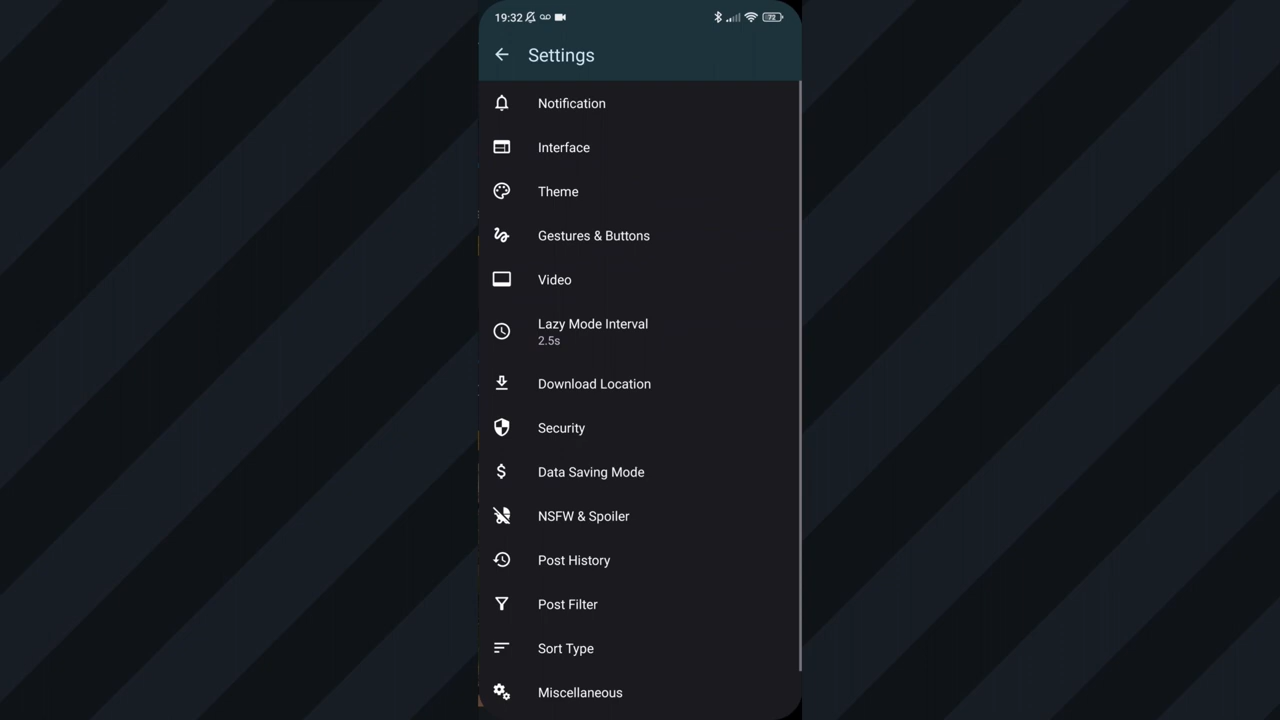 19:32 72
Settings
Notification
Interface
Theme
Gestures & Buttons
Video
Lazy Mode Interval
2.5s
Download Location
Security
Data Saving Mode
NSFW & Spoiler
Post History
Post Filter
Sort Type
Miscellaneous